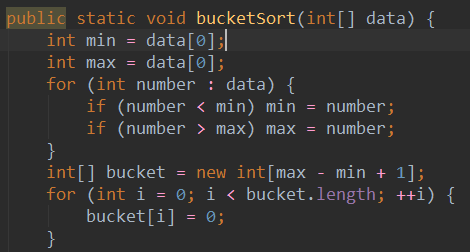 public static void bucketSort(int[] data) {
    int min = data[0];
    int max = data[0];
    for (int number : data) {
        if (number < min) min = number;
        if (number > max) max = number;
    }
    int[] bucket = new int[max - min + 1];
    for (int i = 0; i < bucket.length; ++i) {
        bucket[i] = 0;
    }